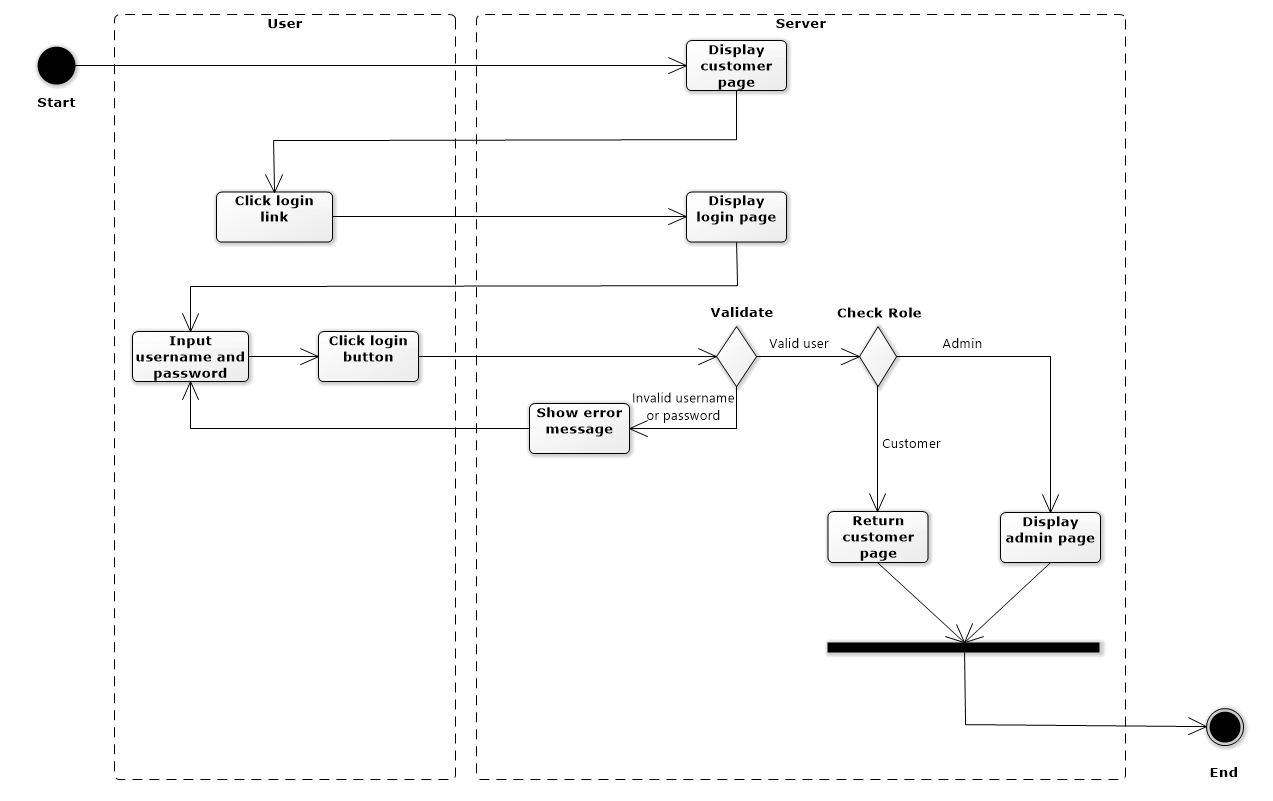 User
Server
Display
customer
page
Start
Click login
link
Display
login page
Validate
Check Role
Input
username and
password
Click login
button
Valid user
Admin
Invalid username
or password
Show error
message
Customer
Return
customer
page
Display
admin page
End